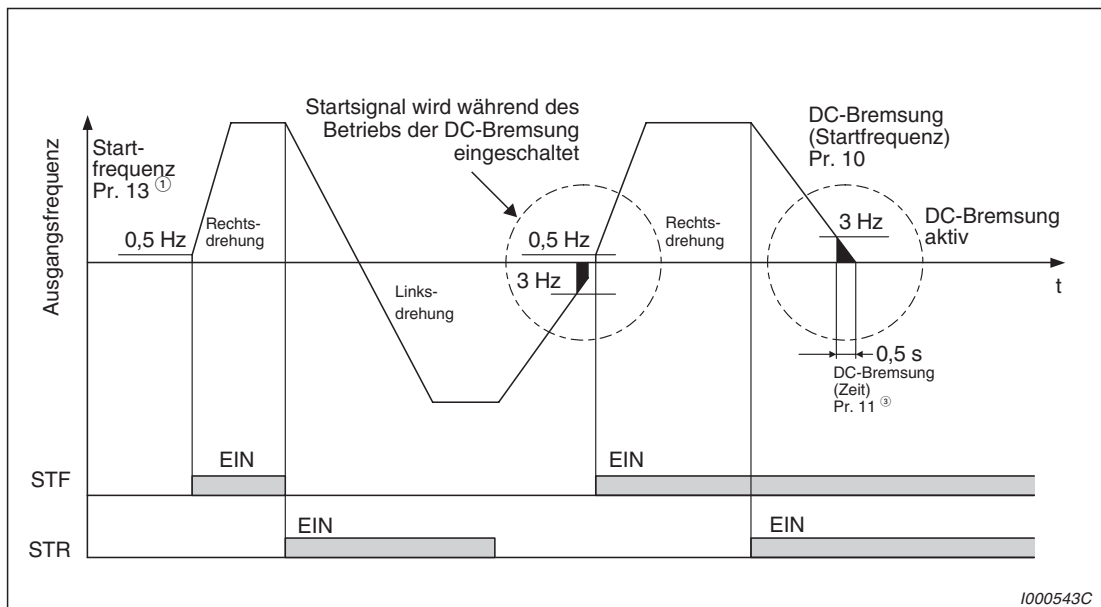 Ausgangsfrequenz
Start-
frequenz
Pr. 13 ①
0,5 Hz
Rechts-
drehung
Links-
drehung
Startsignal wird während des
Betriebs der DC-Bremsung
eingeschaltet
0,5 Hz
3 Hz
Rechts-
drehung
DC-Bremsung
(Startfrequenz)
Pr. 10
3 Hz
DC-Bremsung
aktiv
t
0,5 s
DC-Bremsung
(Zeit)
Pr. 11 ③
STF
EIN
EIN
STR
EIN
EIN
I000543C